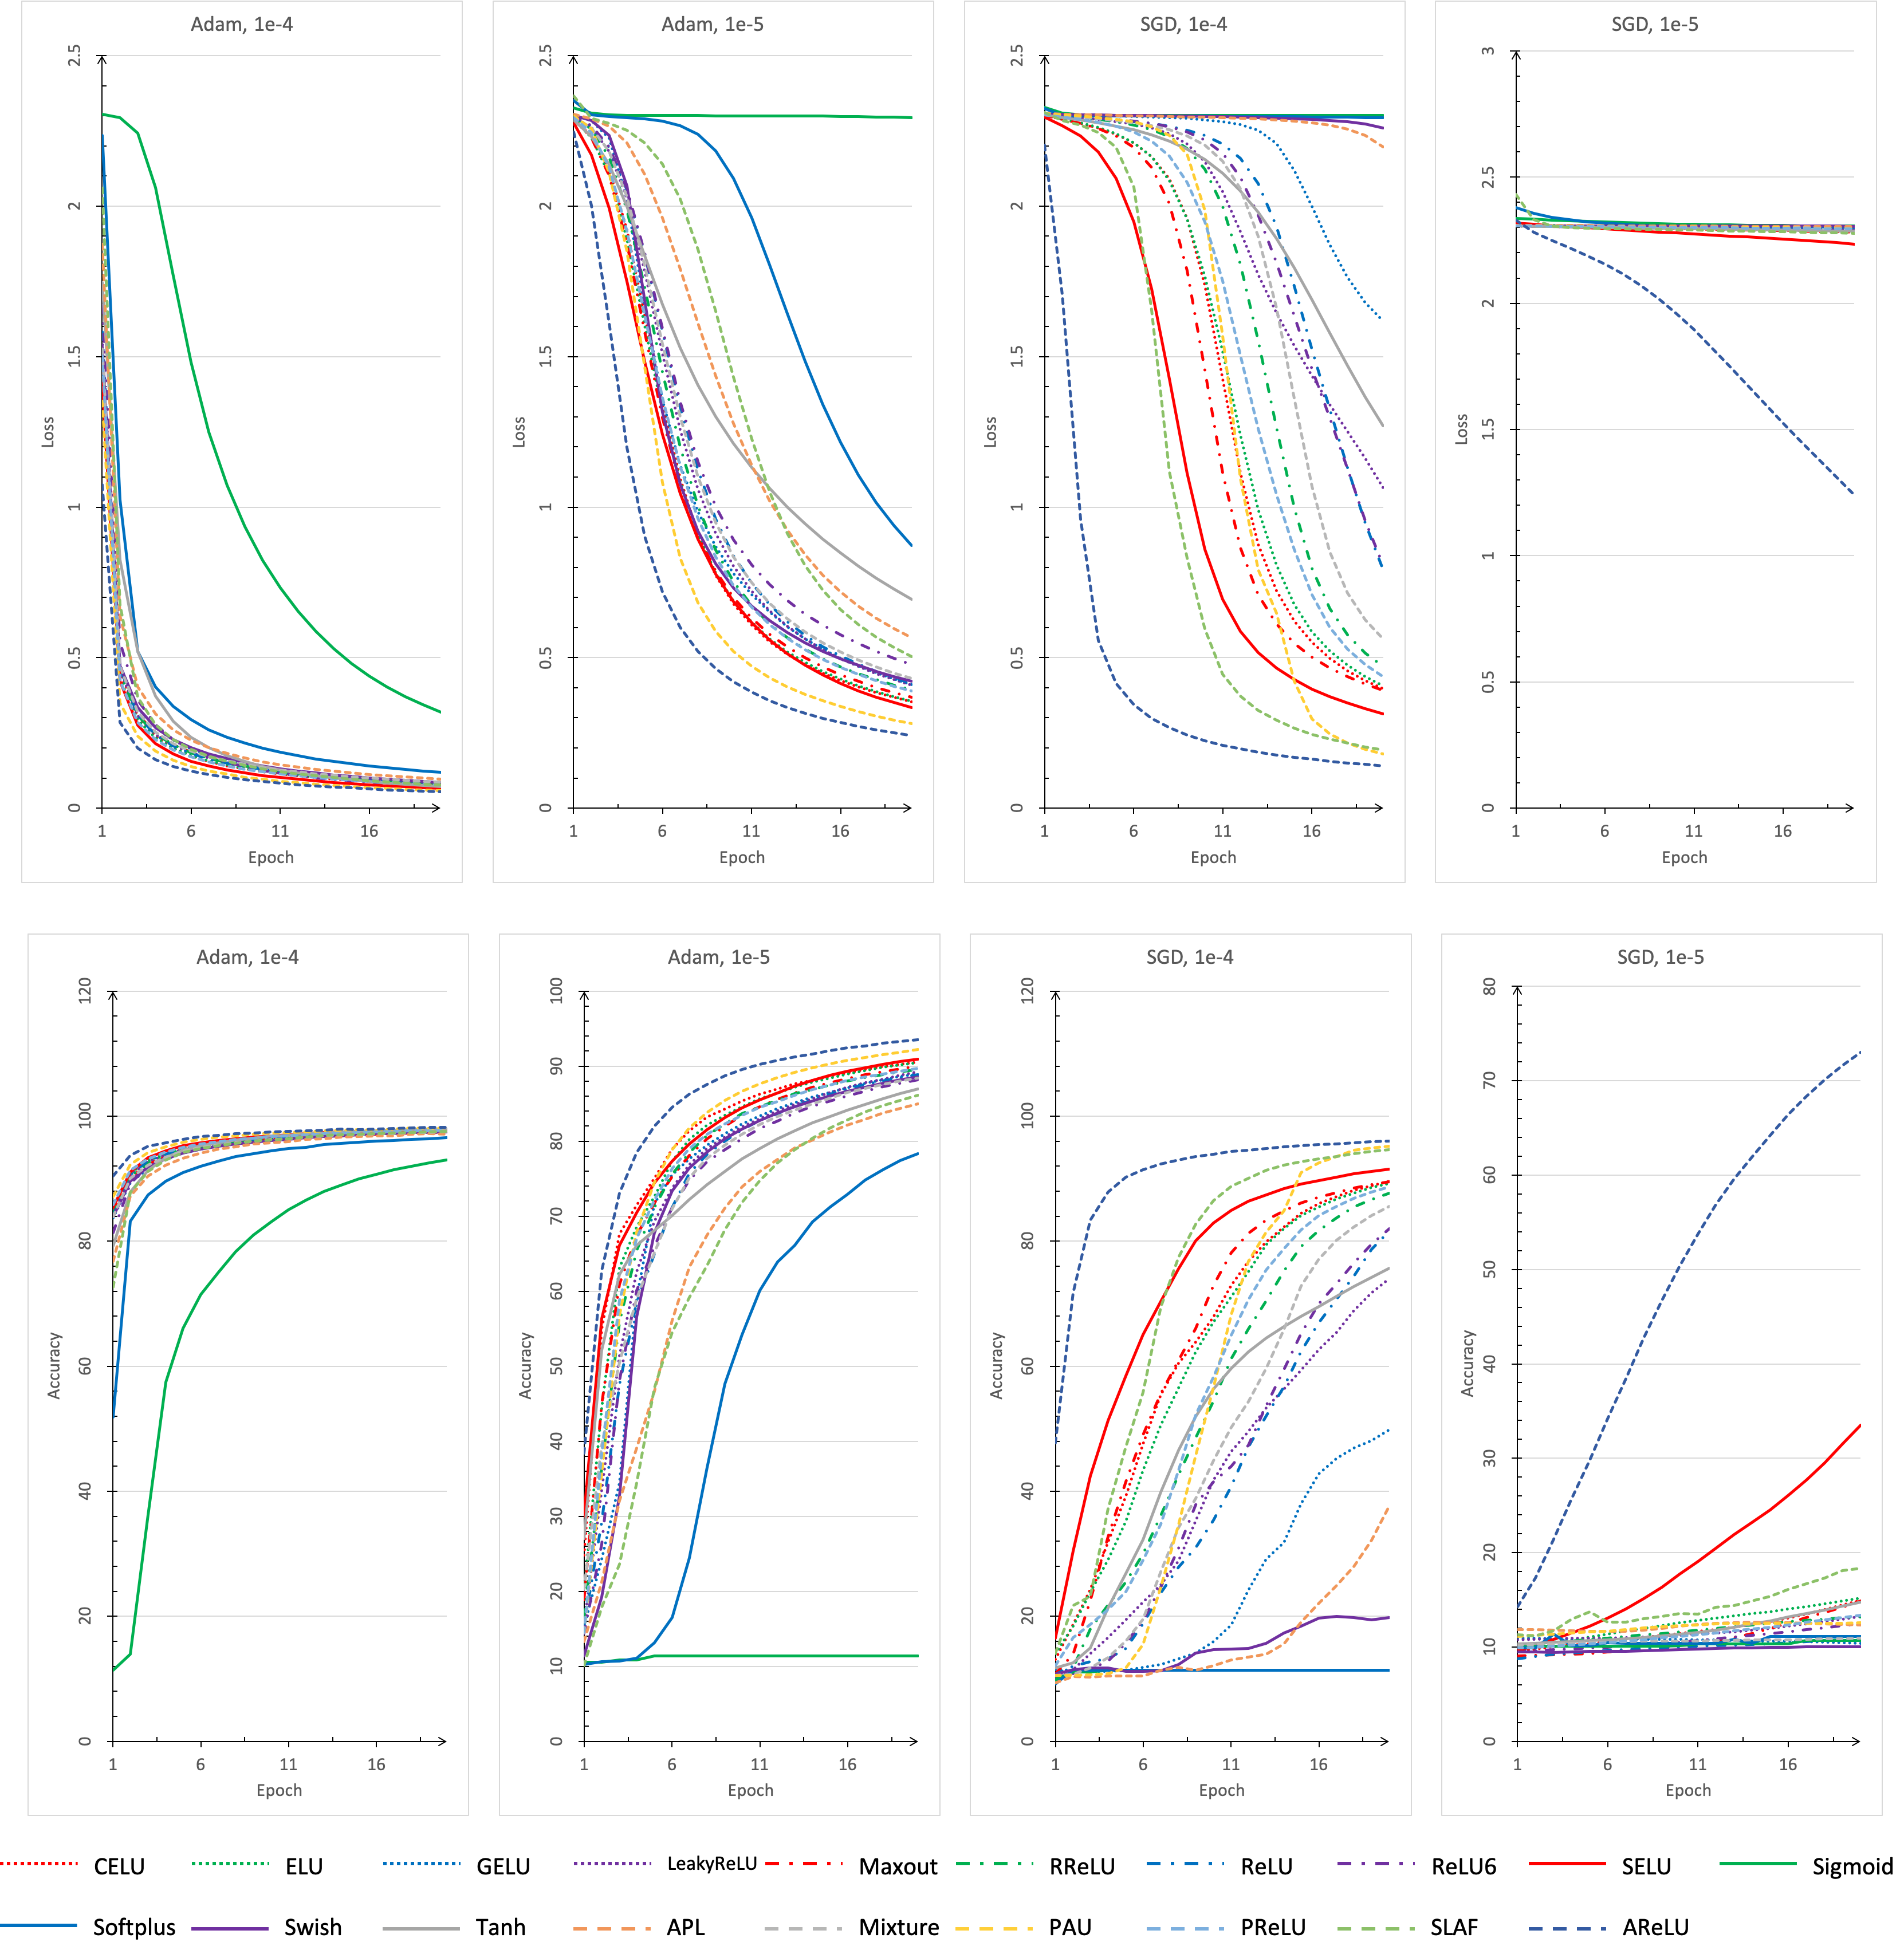 Adam, 1e-4
2.5
2
1.5
1
0.5
0
Loss
1 6 11 16
Epoch
Adam, 1e-5
2.5
2
1.5
1
0.5
0
Loss
1 6 11 16
Epoch
SGD, 1e-4
2.5
2
1.5
1
0.5
0
Loss
1 6 11 16
Epoch
SGD, 1e-5
3
2.5
2
1.5
1
0.5
0
Loss
1 6 11 16
Epoch
Adam, 1e-4
120
100
80
60
40
20
0
Accuracy
1 6 11 16
Epoch
Adam, 1e-5
100
90
80
70
60
50
40
30
20
10
0
Accuracy
1 6 11 16
Epoch
SGD, 1e-4
120
100
80
60
40
20
0
Accuracy
1 6 11 16
Epoch
SGD, 1e-5
80
70
60
50
40
30
20
10
0
Accuracy
1 6 11 16
Epoch
CELU ELU GELU LeakyReLU Maxout RReLU ReLU ReLU6 SELU Sigmoid
Softplus Swish Tanh APL Mixture PAU PReLU SLAF AReLU